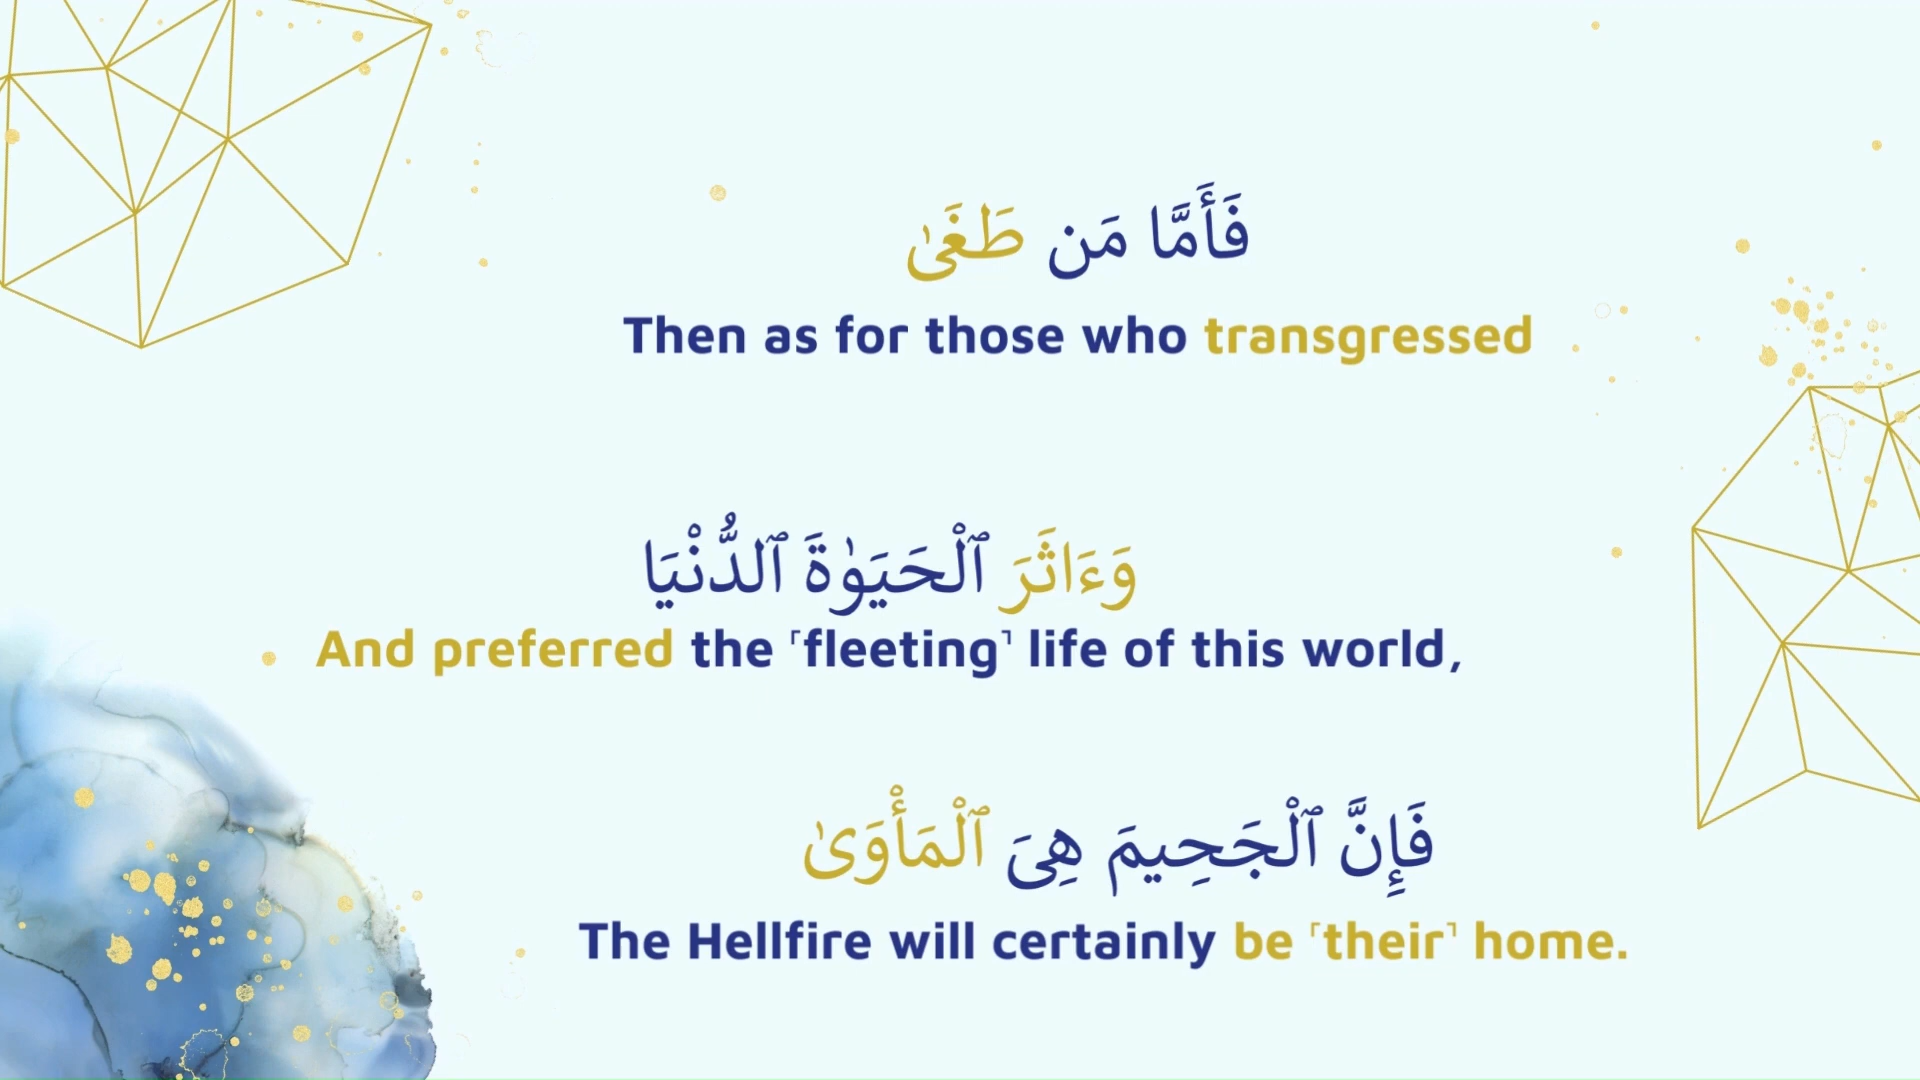 فَأَمَّا مَن طَغَىٰ
Then as for those who transgressed
وَءَاثَرَ ٱلْحَيَوٰةَ ٱلدُّنْيَا
And preferred the ⸢fleeting⸣ life of this world,
فَإِنَّ ٱلْجَحِيمَ هِىَ ٱلْمَأْوَىٰ
The Hellfire will certainly be ⸢their⸣ home.